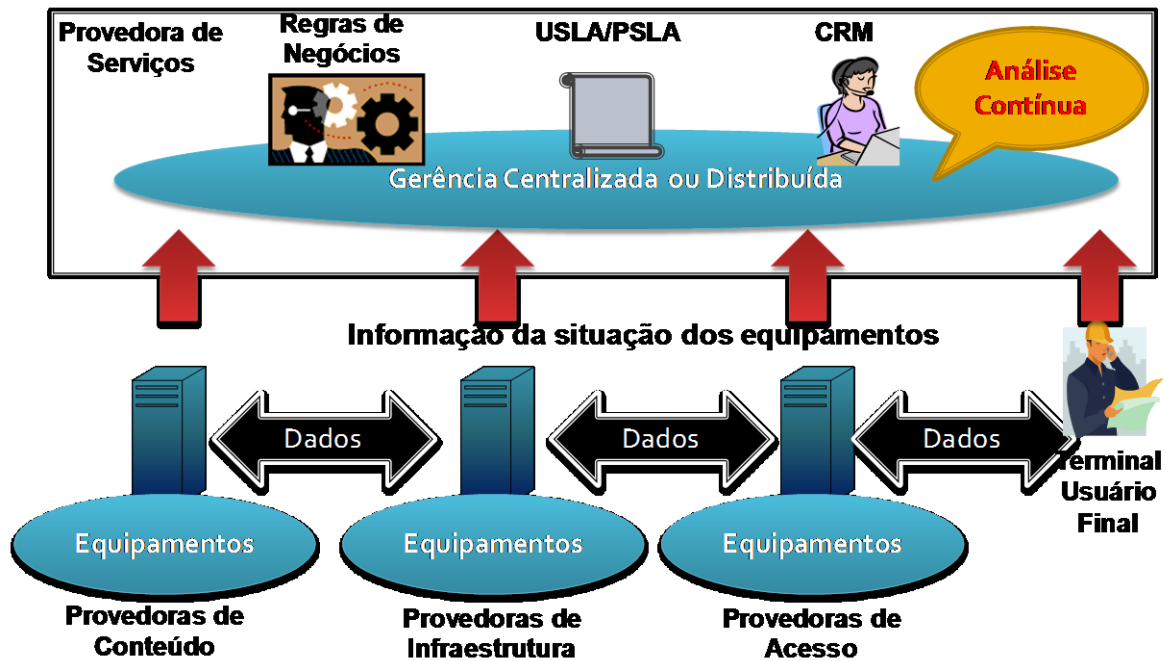 Provedora de
Serviços
Regras de
Negócios
USLA/PSLA
CRM
Análise
Contínua
Gerência Centralizada ou Distribuída
Informação da situação dos equipamentos
Dados
Dados
Dados
Terminal
Usuário
Final
Equipamentos
Equipamentos
Equipamentos
Provedoras de
Conteúdo
Provedoras de
Infraestrutura
Provedoras de
Acesso